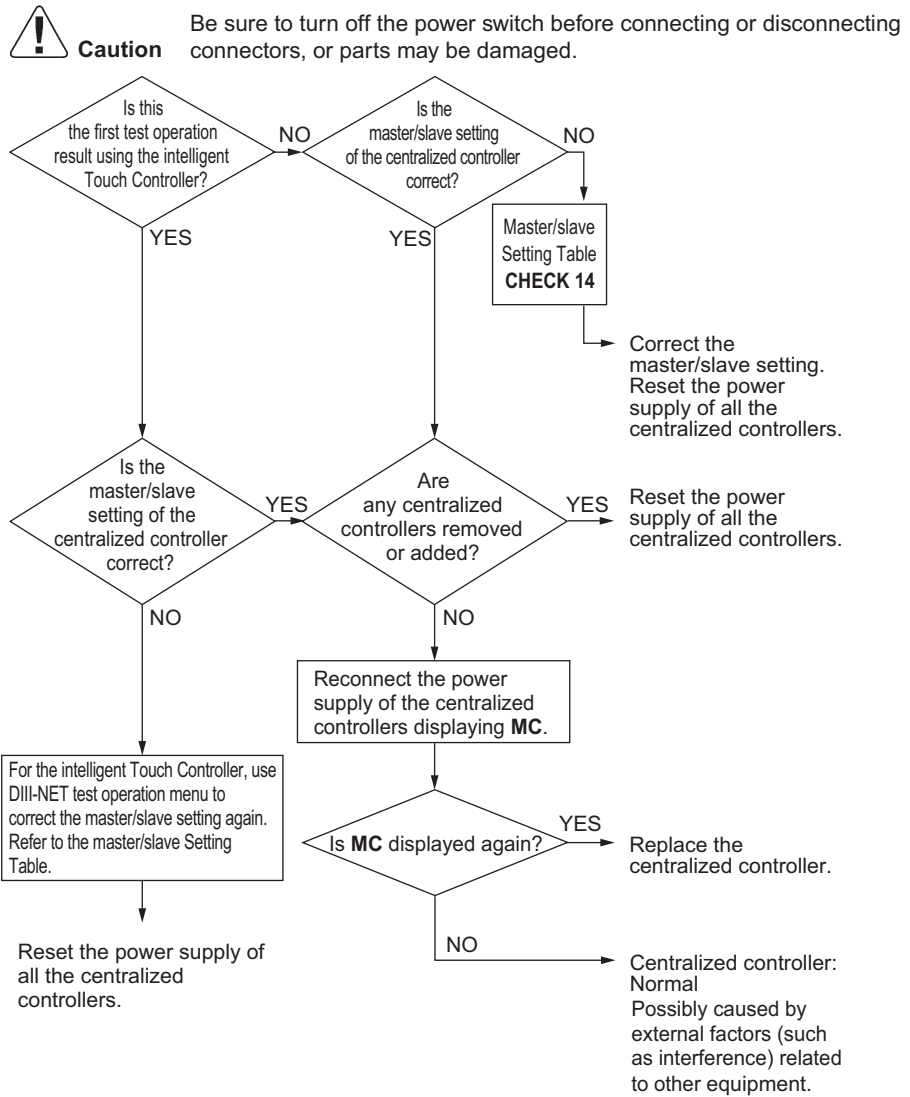 Be sure to turn off the power switch before connecting or disconnecting
Caution connectors, or parts may be damaged.
Is this
the first test operation
result using the intelligent
Touch Controller?
NO
Is the
master/slave setting
of the centralized controller
correct?
NO
YES
YES
Master/slave
Setting Table
CHECK 14
Correct the
master/slave setting.
Reset the power
supply of all the
centralized controllers.
Is the
master/slave
setting of the
centralized controller
correct?
YES
Are
any centralized
controllers removed
or added?
YES
Reset the power
supply of all the
centralized controllers.
NO
NO
Reconnect the power
supply of the centralized
controllers displaying MC.
For the intelligent Touch Controller, use
DIII-NET test operation menu to
correct the master/slave setting again.
Refer to the master/slave Setting
Table.
Is MC displayed again?
YES
Replace the
centralized controller.
Reset the power supply of
all the centralized
controllers.
NO
Centralized controller:
Normal
Possibly caused by
external factors (such
as interference) related
to other equipment.